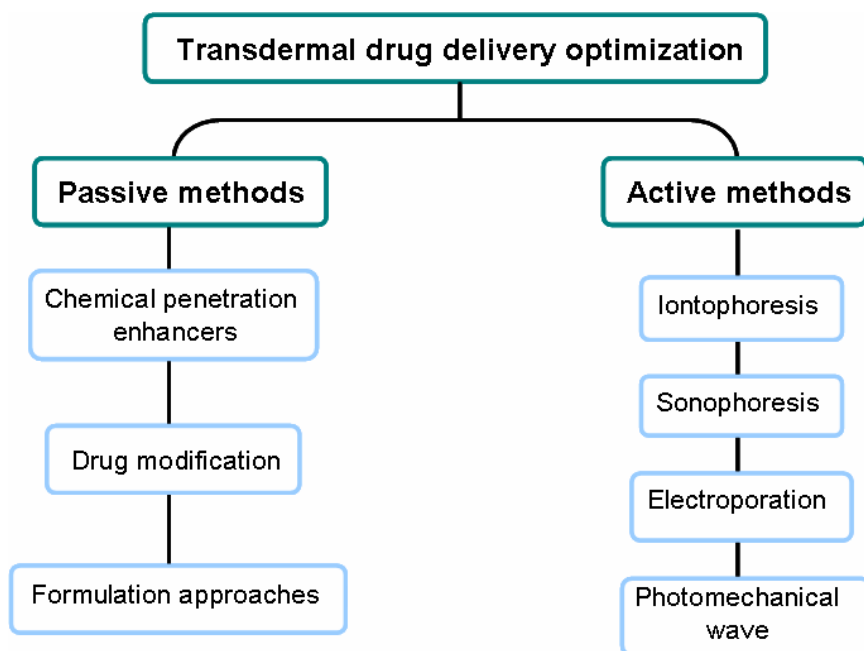 Transdermal drug delivery optimization
Passive methods
Chemical penetration
enhancers
Drug modification
Formulation approaches
Active methods
Iontophoresis
Sonophoresis
Electroporation
Photomechanical
wave